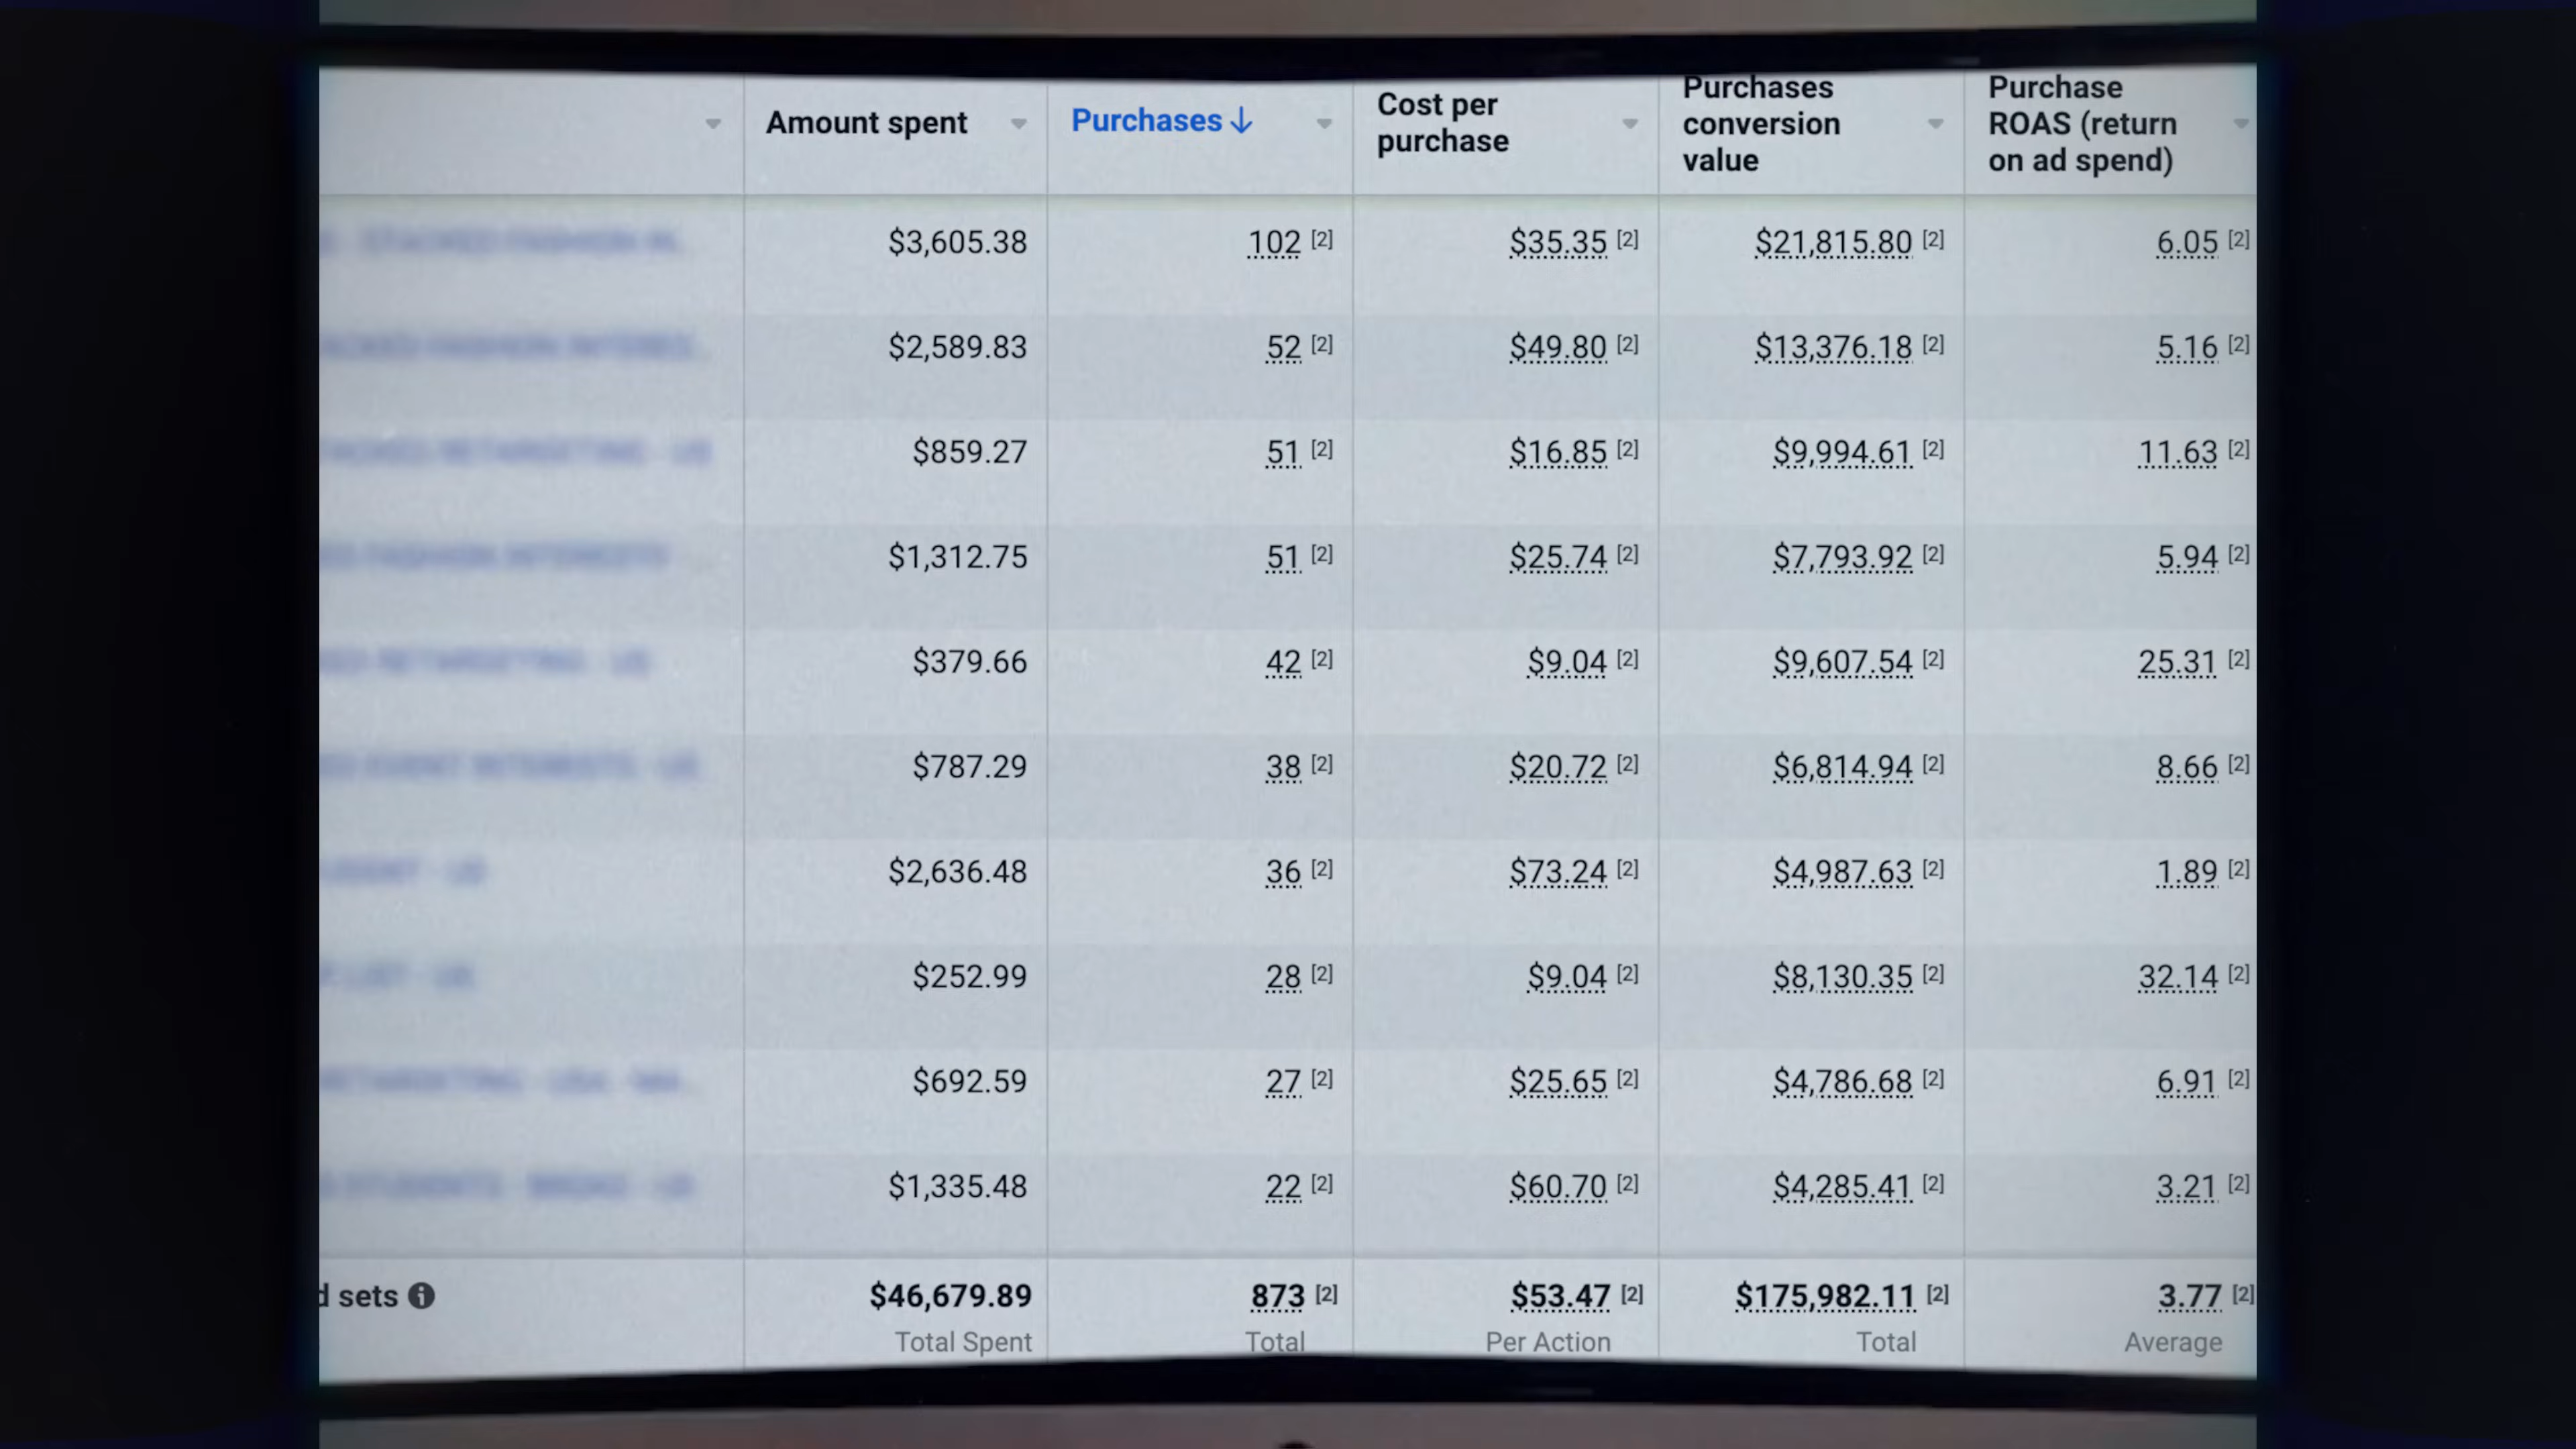 Amount spent
Purchases ↓
Cost per
purchase
Purchases
conversion
value
Purchase
ROAS (return
on ad spend)
$3,605.38 102 [2] $35.35 [2] $21,815.80 [2] 6.05 [2]
$2,589.83 52 [2] $49.80 [2] $13,376.18 [2] 5.16 [2]
$859.27 51 [2] $16.85 [2] $9,994.61 [2] 11.63 [2]
$1,312.75 51 [2] $25.74 [2] $7,793.92 [2] 5.94 [2]
$379.66 42 [2] $9.04 [2] $9,607.54 [2] 25.31 [2]
$787.29 38 [2] $20.72 [2] $6,814.94 [2] 8.66 [2]
$2,636.48 36 [2] $73.24 [2] $4,987.63 [2] 1.89 [2]
$252.99 28 [2] $9.04 [2] $8,130.35 [2] 32.14 [2]
$692.59 27 [2] $25.65 [2] $4,786.68 [2] 6.91 [2]
$1,335.48 22 [2] $60.70 [2] $4,285.41 [2] 3.21 [2]
d sets $46,679.89 873 [2] $53.47 [2] $175,982.11 [2] 3.77 [2]
Total Spent Total Per Action Total Average